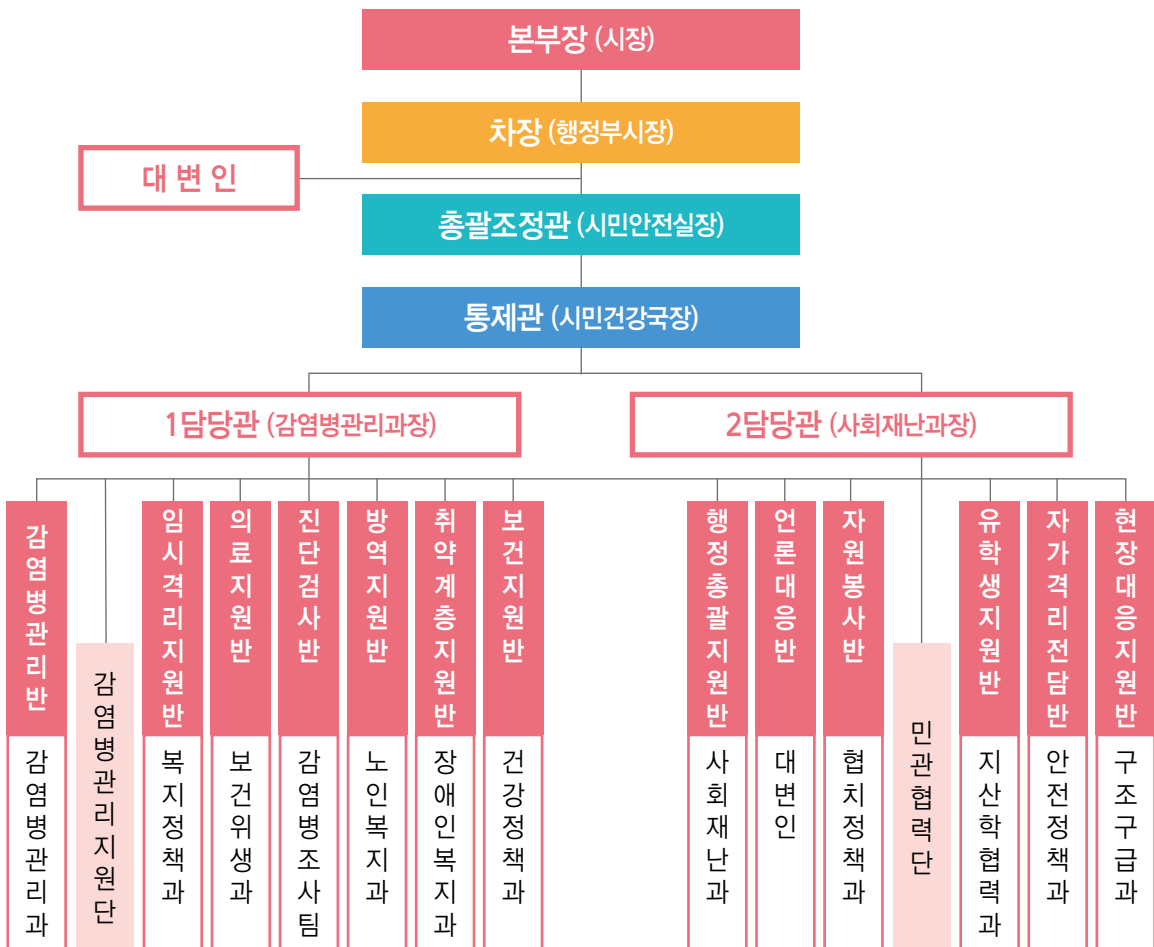 본부장 (시장)
차장 (행정부시장)
대 변 인
총괄조정관 (시민안전실장)
통제관 (시민건강국장)
1담당관 (감염병관리과장)
2담당관 (사회재난과장)
감염병관리반
감염병관리과
감염병관리지원단
임시격리지원반
복지정책과
의료지원반
보건위생과
진단검사반
감염병조사팀
방역지원반
노인복지과
취약계층지원반
장애인복지과
보건지원반
건강정책과
행정총괄지원반
사회재난과
언론대응반
대변인
자원봉사반
협치정책과
민관협력단
유학생지원반
지산학협력과
자가격리전담반
안전정책과
현장대응지원반
구조구급과